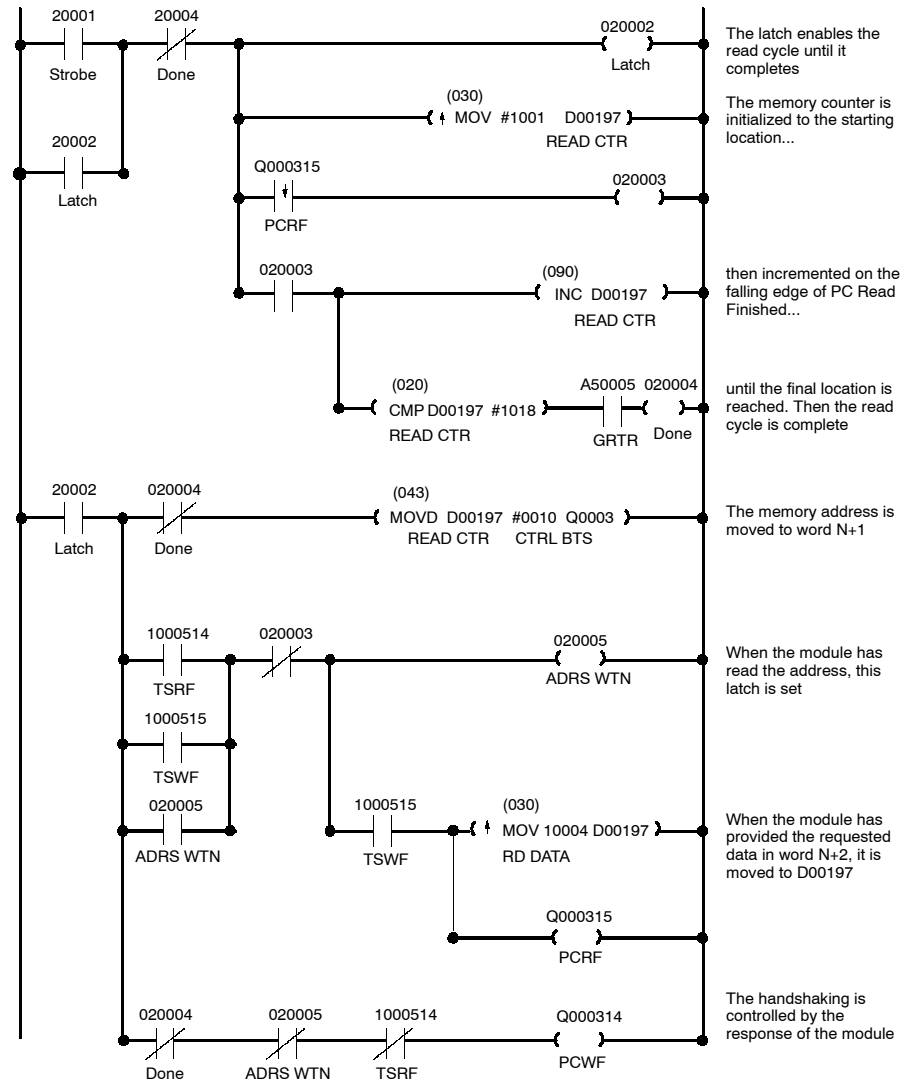 20001
20004
020002
Strobe
Done
Latch
The latch enables the
read cycle until it
completes
(030)
MOV #1001 D00197
READ CTR
The memory counter is
initialized to the starting
location...
20002
Latch
Q000315
PCRF
020003
020003
(090)
INC D00197
READ CTR
then incremented on the
falling edge of PC Read
Finished...
(020)
A50005
020004
CMP D00197 #1018
READ CTR
GRTR
Done
until the final location is
reached. Then the read
cycle is complete
20002
020004
(043)
MOVD D00197 #0010 Q0003
Latch
Done
READ CTR CTRL BTS
The memory address is
moved to word N+1
1000514
020003
020005
TSRF
ADRS WTN
When the module has
read the address, this
latch is set
1000515
TSWF
020005
ADRS WTN
1000515
TSWF
(030)
MOV 10004 D00197
RD DATA
When the module has
provided the requested
data in word N+2, it is
moved to D00197
Q000315
PCRF
020004
020005
1000514
Q000314
Done
ADRS WTN
TSRF
PCWF
The handshaking is
controlled by the
response of the module